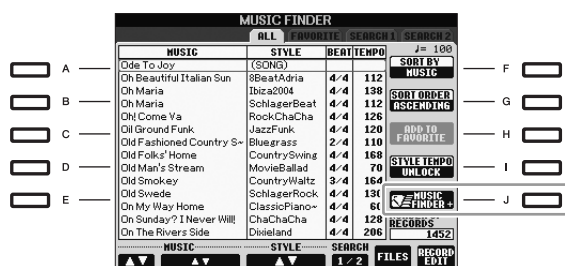 MUSIC FINDER
ALL FAVORITE SEARCH 1 SEARCH 2
MUSIC STYLE BEAT TEMPO ♩= 100
Ode To Joy (SONG)
Oh Beautiful Italian Sun 8BeatAdria 4/4 112
Oh Maria Ibiza2004 4/4 138
Oh Maria SchlagerBeat 4/4 112
Oh! Come Va RockChaCha 4/4 126
Oil Ground Funk JazzFunk 4/4 120
Old Fashioned Country S~ Bluegrass 2/4 110
Old Folks' Home CountrySwing 4/4 168
Old Man's Stream MovieBallad 4/4 70
Old Smokey CountryWaltz 3/4 164
Old Swede SchlagerRock 4/4 130
On My Way Home ClassicPiano~ 4/4 60
On Sunday? I Never Will! ChaChaCha 4/4 128
On The Rivers Side Dixieland 4/4 206
SORT BY
MUSIC
SORT ORDER
ASCENDING
ADD TO
FAVORITE
STYLE TEMPO
UNLOCK
MUSIC
FINDER +
RECORDS
1452
MUSIC STYLE SEARCH
▲▼ ▲▼ ▲▼ 1/2 FILES RECORD
EDIT
A
B
C
D
E
F
G
H
I
J